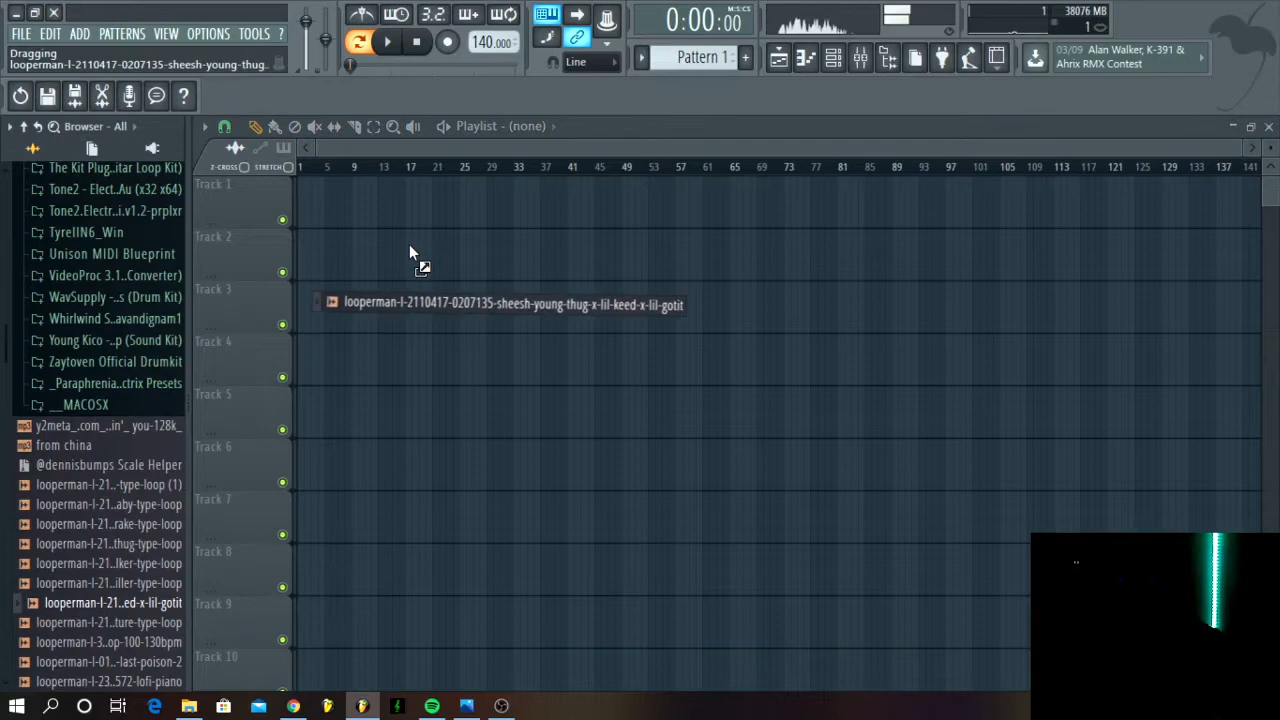 FILE EDIT ADD PATTERNS VIEW OPTIONS TOOLS ?
Dragging
looperman-l-2110417-0207135-sheesh-young-thug..
3.2
140.000
Line
0:00:00
M:S:CS
Pattern 1
1
38076 MB
1
03/09 Alan Walker, K-391 &
Ahrix RMX Contest
Browser - All
Playlist - (none)
Z-CROSS
STRETCH
1 5 9 13 17 21 25 29 33 37 41 45 49 53 57 61 65 69 73 77 81 85 89 93 97 101 105 109 113 117 121 125 129 133 137 141
The Kit Plug...itar Loop Kit)
Tone2 - Elect..Au (x32 x64)
Tone2.Electr..i.v1.2-prplxr
TyrellN6_Win
Unison MIDI Blueprint
VideoProc 3.1..Converter)
WavSupply -..s (Drum Kit)
Whirlwind S..avandignam1
Young Kico -..p (Sound Kit)
Zaytoven Official Drumkit
_Paraphrenia..ctrix Presets
__MACOSX
y2meta_.com_..in'_ you-128k_
from china
@dennisbumps Scale Helper
looperman-l-21..-type-loop (1)
looperman-l-21..aby-type-loop
looperman-l-21..rake-type-loop
looperman-l-21..thug-type-loop
looperman-l-21..lker-type-loop
looperman-l-21..iller-type-loop
looperman-l-21..ed-x-lil-gotit
looperman-l-21..ture-type-loop
looperman-l-3..op-100-130bpm
looperman-l-01..-last-poison-2
looperman-l-23..572-lofi-piano
Track 1
Track 2
Track 3
looperman-l-2110417-0207135-sheesh-young-thug-x-lil-keed-x-lil-gotit
Track 4
Track 5
Track 6
Track 7
Track 8
Track 9
Track 10